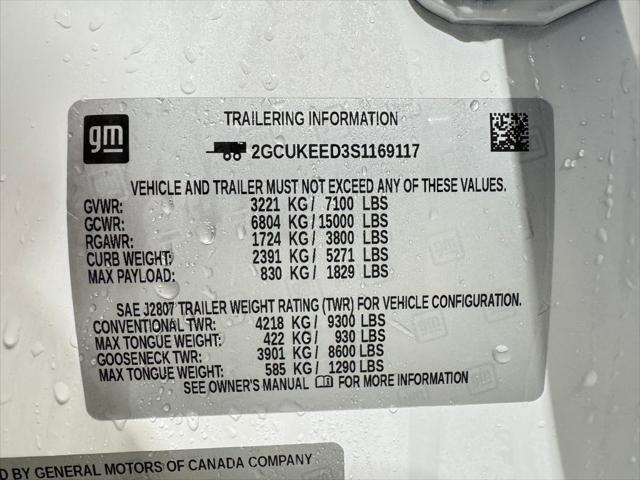 gm
TRAILERING INFORMATION
2GCUKEED3S1169117
VEHICLE AND TRAILER MUST NOT EXCEED ANY OF THESE VALUES.
GVWR: 3221 KG/ 7100 LBS
GCWR: 6804 KG/15000 LBS
RGAWR: 1724 KG/ 3800 LBS
CURB WEIGHT: 2391 KG/ 5271 LBS
MAX PAYLOAD: 830 KG/ 1829 LBS
SAE J2807 TRAILER WEIGHT RATING (TWR) FOR VEHICLE CONFIGURATION.
CONVENTIONAL TWR: 4218 KG/ 9300 LBS
MAX TONGUE WEIGHT: 422 KG/ 930 LBS
GOOSENECK TWR: 3901 KG/ 8600 LBS
MAX TONGUE WEIGHT: 585 KG/ 1290 LBS
SEE OWNER'S MANUAL FOR MORE INFORMATION
BY GENERAL MOTORS OF CANADA COMPANY